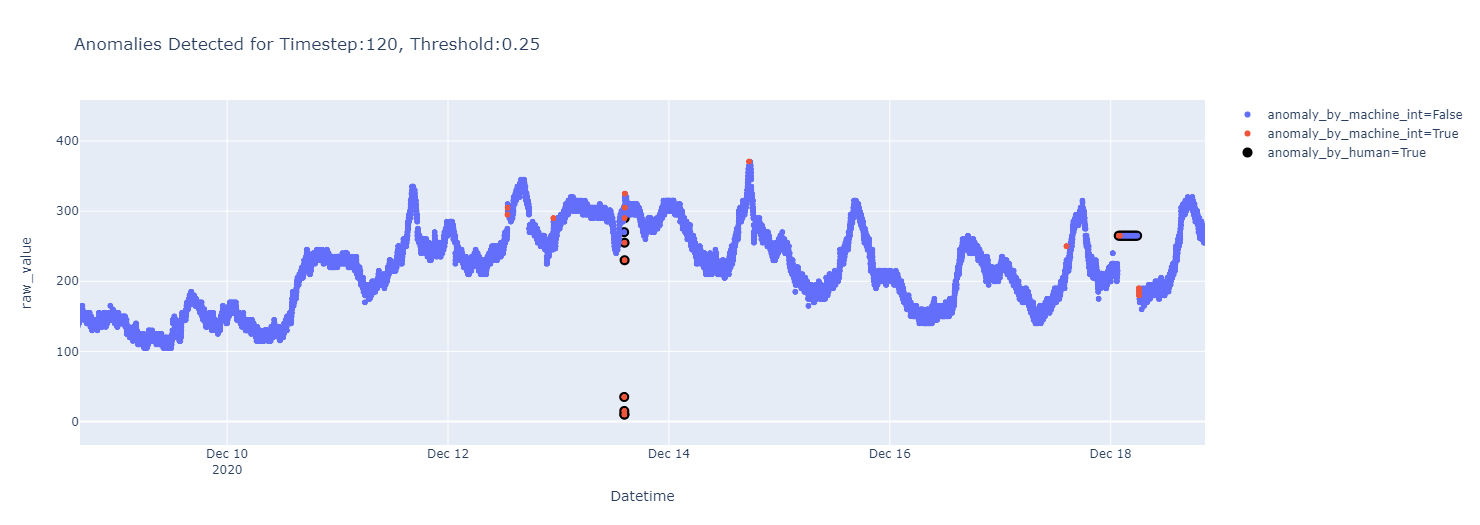 Anomalies Detected for Timestep:120, Threshold:0.25
anomaly_by_machine_int=False
anomaly_by_machine_int=True
anomaly_by_human=True
raw_value
400
300
200
100
0
Dec 10
2020
Dec 12
Dec 14
Dec 16
Dec 18
Datetime